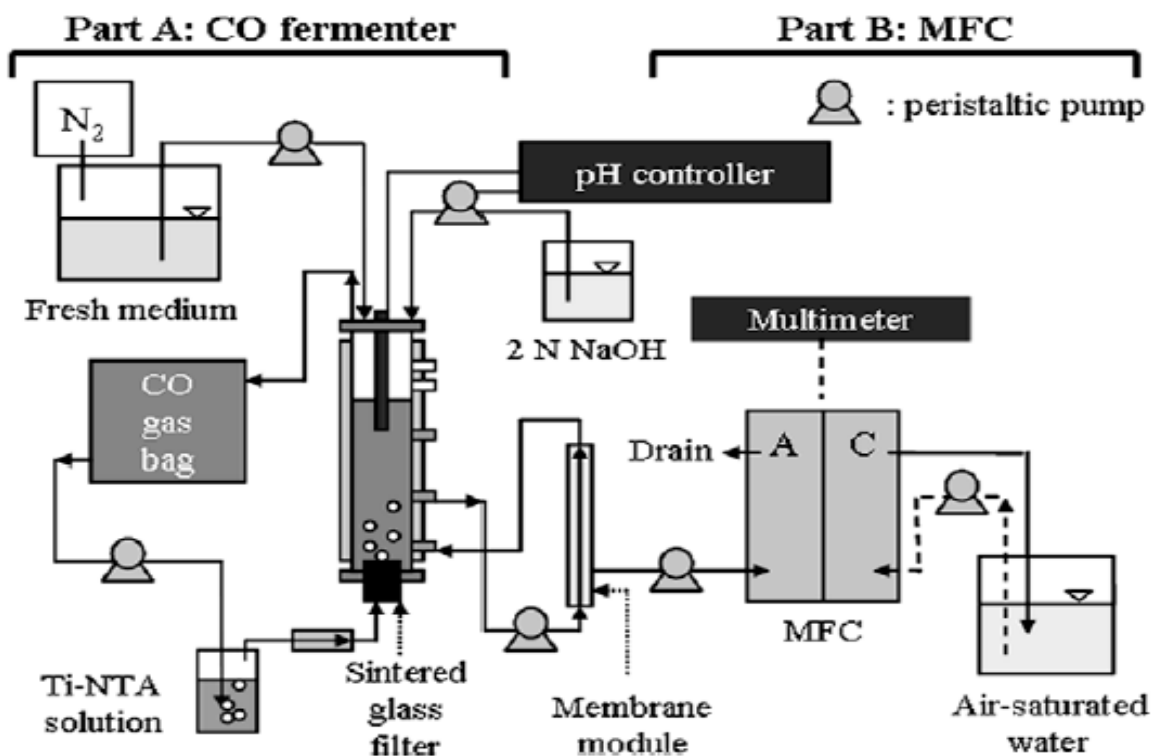 Part A: CO fermenter
Part B: MFC
N2
: peristaltic pump
pH controller
Fresh medium
2 N NaOH
Multimeter
CO
gas
bag
Drain
A
C
MFC
Ti-NTA
solution
Sintered
glass
filter
Membrane
module
Air-saturated
water